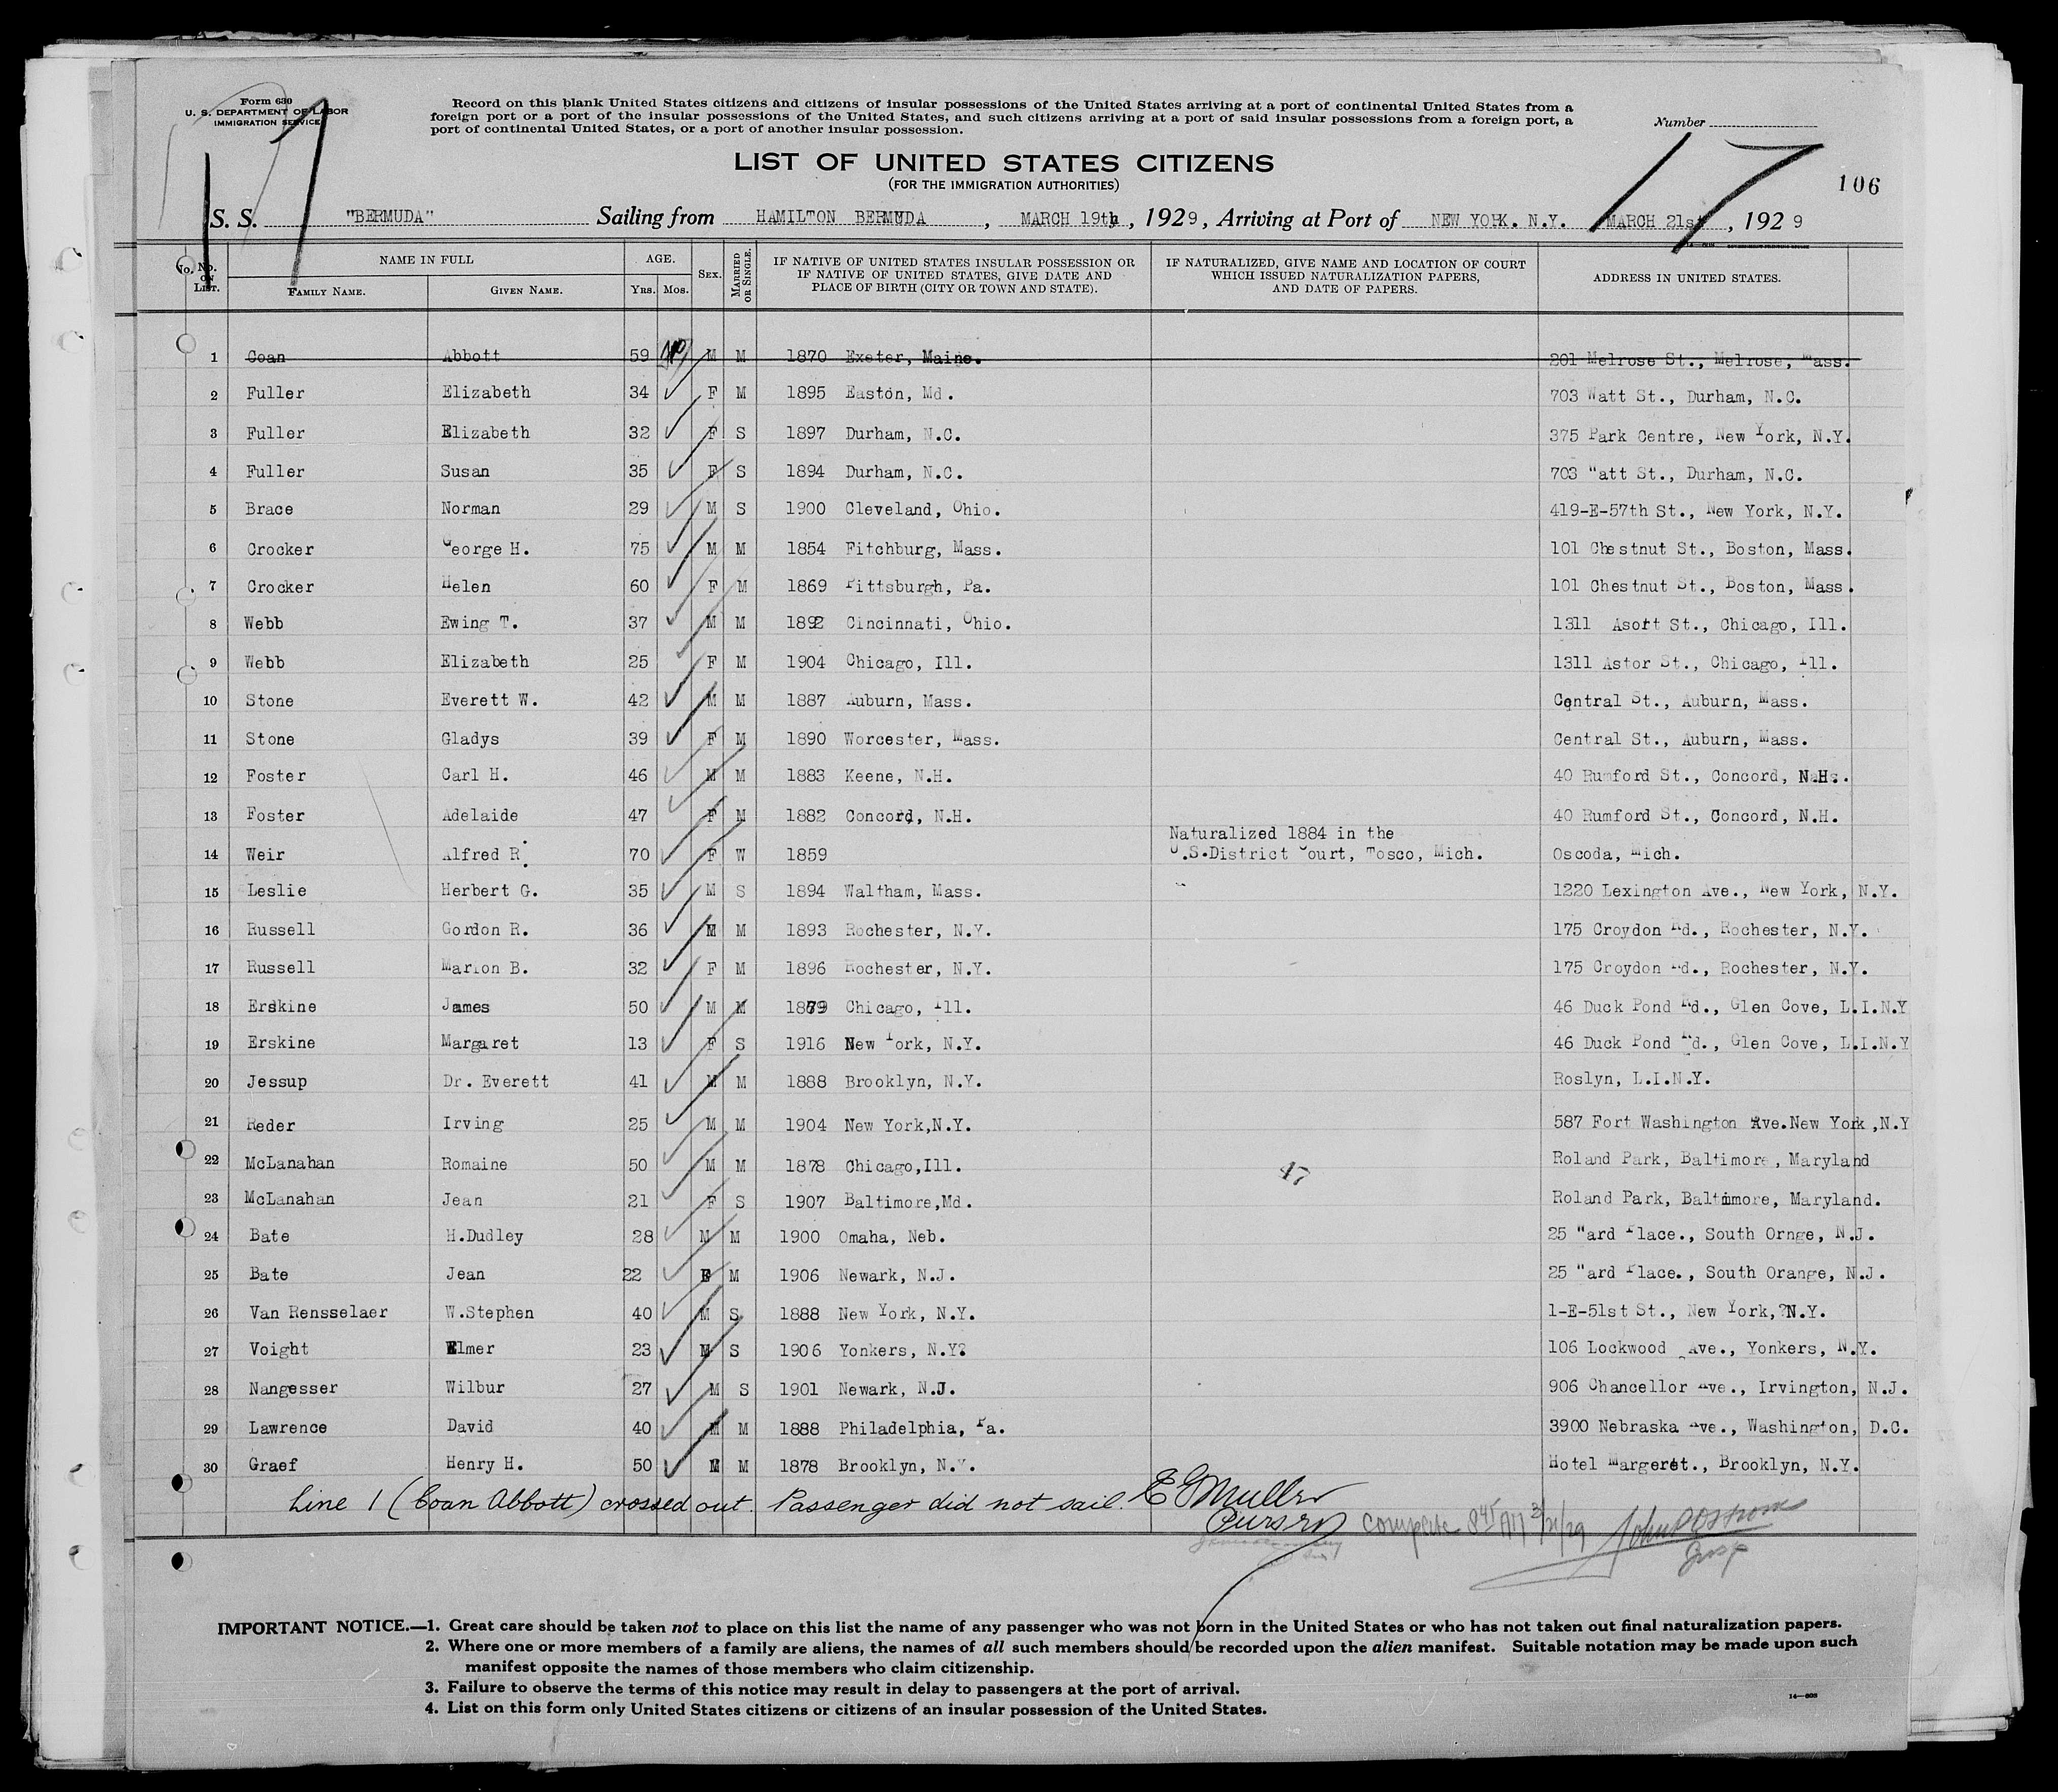 Form 630
U. S. DEPARTMENT OF LABOR
IMMIGRATION SERVICE
Record on this blank United States citizens and citizens of insular possessions of the United States arriving at a port of continental United States from a
foreign port or a port of the insular possessions of the United States, and such citizens arriving at a port of said insular possessions from a foreign port, a
port of continental United States, or a port of another insular possession.
Number
17
17
106
LIST OF UNITED STATES CITIZENS
(FOR THE IMMIGRATION AUTHORITIES)
S. S. "BERMUDA" Sailing from HAMILTON BERMUDA , MARCH 19th , 1929 , Arriving at Port of NEW YORK. N.Y. MARCH 21st , 1929
No. ON LIST. NAME IN FULL AGE. SEX. MARRIED OR SINGLE. IF NATIVE OF UNITED STATES INSULAR POSSESSION OR IF NATIVE OF UNITED STATES, GIVE DATE AND PLACE OF BIRTH (CITY OR TOWN AND STATE). IF NATURALIZED, GIVE NAME AND LOCATION OF COURT WHICH ISSUED NATURALIZATION PAPERS, AND DATE OF PAPERS. ADDRESS IN UNITED STATES.
FAMILY NAME. GIVEN NAME. YRS. MOS.
1 Coan Abbott 59 M M 1870 Exeter, Maine. 201 Melrose St., Melrose, Mass.
2 Fuller Elizabeth 34 F M 1895 Easton, Md. 703 Watt St., Durham, N.C.
3 Fuller Elizabeth 32 F S 1897 Durham, N.C. 375 Park Centre, New York, N.Y.
4 Fuller Susan 35 F S 1894 Durham, N.C. 703 "att St., Durham, N.C.
5 Brace Norman 29 M S 1900 Cleveland, Ohio. 419-E-57th St., New York, N.Y.
6 Crocker George H. 75 M M 1854 Fitchburg, Mass. 101 Chestnut St., Boston, Mass.
7 Crocker Helen 60 F M 1869 Pittsburgh, Pa. 101 Chestnut St., Boston, Mass.
8 Webb Ewing T. 37 M M 1892 Cincinnati, Ohio. 1311 Asort St., Chicago, Ill.
9 Webb Elizabeth 25 F M 1904 Chicago, Ill. 1311 Astor St., Chicago, Ill.
10 Stone Everett W. 42 M M 1887 Auburn, Mass. Central St., Auburn, Mass.
11 Stone Gladys 39 F M 1890 Worcester, Mass. Central St., Auburn, Mass.
12 Foster Carl H. 46 M M 1883 Keene, N.H. 40 Rumford St., Concord, N.H.
13 Foster Adelaide 47 F M 1882 Concord, N.H. 40 Rumford St., Concord, N.H.
Naturalized 1884 in the
14 Weir Alfred R. 70 F W 1859 U.S.District Court, Tosco, Mich. Oscoda, Mich.
15 Leslie Herbert G. 35 M S 1894 Waltham, Mass. 1220 Lexington Ave., New York, N.Y.
16 Russell Gordon R. 36 M M 1893 Rochester, N.Y. 175 Croydon Rd., Rochester, N.Y.
17 Russell Marion B. 32 F M 1896 Rochester, N.Y. 175 Croydon Rd., Rochester, N.Y.
18 Erskine James 50 M M 1879 Chicago, Ill. 46 Duck Pond Rd., Glen Cove, L.I.N.Y
19 Erskine Margaret 13 F S 1916 New York, N.Y. 46 Duck Pond Rd., Glen Cove, L.I.N.Y
20 Jessup Dr. Everett 41 M M 1888 Brooklyn, N.Y. Roslyn, L.I.N.Y.
21 Reder Irving 25 M M 1904 New York,N.Y. 587 Fort Washington Ave.New York ,N.Y
22 McLanahan Romaine 50 M M 1878 Chicago,Ill. 47 Roland Park, Baltimore, Maryland
23 McLanahan Jean 21 F S 1907 Baltimore,Md. Roland Park, Baltimore, Maryland.
24 Bate H.Dudley 28 M M 1900 Omaha, Neb. 25 "ard Place., South Ornge, N.J.
25 Bate Jean 22 F M 1906 Newark, N.J. 25 "ard Place., South Orange, N.J.
26 Van Rensselaer W.Stephen 40 M S 1888 New York, N.Y. 1-E-51st St., New York,?N.Y.
27 Voight Elmer 23 M S 1906 Yonkers, N.Y? 106 Lockwood Ave., Yonkers, N.Y.
28 Nangesser Wilbur 27 M S 1901 Newark, N.J. 906 Chancellor Ave., Irvington, N.J.
29 Lawrence David 40 M M 1888 Philadelphia, Pa. 3900 Nebraska Ave., Washington, D.C.
30 Graef Henry H. 50 M M 1878 Brooklyn, N.Y. Hotel Margeret., Brooklyn, N.Y.
Line 1 (Coan Abbott) crossed out. Passenger did not sail. E G Muller
Purser complete 8 45 AM 3/21/29
Insp
IMPORTANT NOTICE.—1. Great care should be taken not to place on this list the name of any passenger who was not born in the United States or who has not taken out final naturalization papers.
2. Where one or more members of a family are aliens, the names of all such members should be recorded upon the alien manifest. Suitable notation may be made upon such
manifest opposite the names of those members who claim citizenship.
3. Failure to observe the terms of this notice may result in delay to passengers at the port of arrival.
4. List on this form only United States citizens or citizens of an insular possession of the United States.